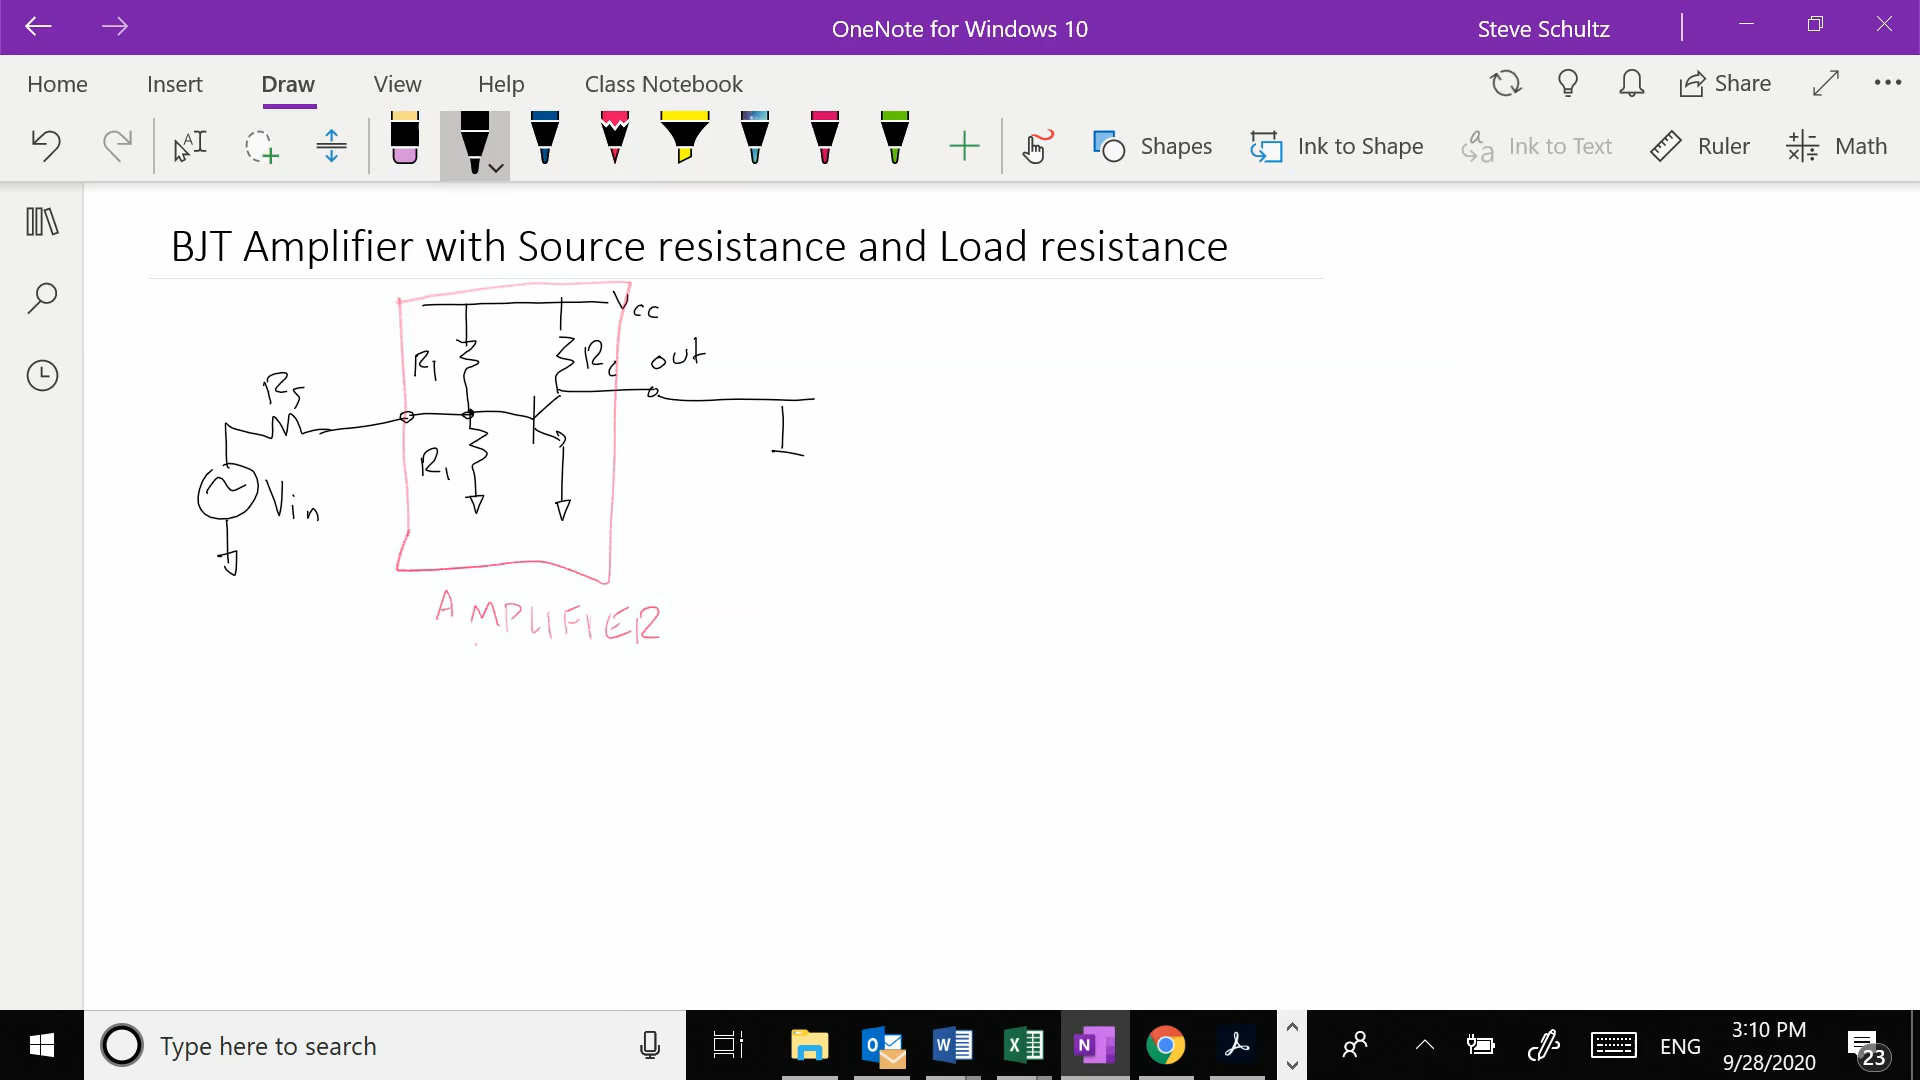 OneNote for Windows 10
Steve Schultz
Home Insert Draw View Help Class Notebook
Share
Shapes Ink to Shape Ink to Text Ruler Math
BJT Amplifier with Source resistance and Load resistance
Vcc
R1 Rc out
Rs
R1
Vin
AMPLIFIER
Type here to search
ENG
3:10 PM
9/28/2020
23